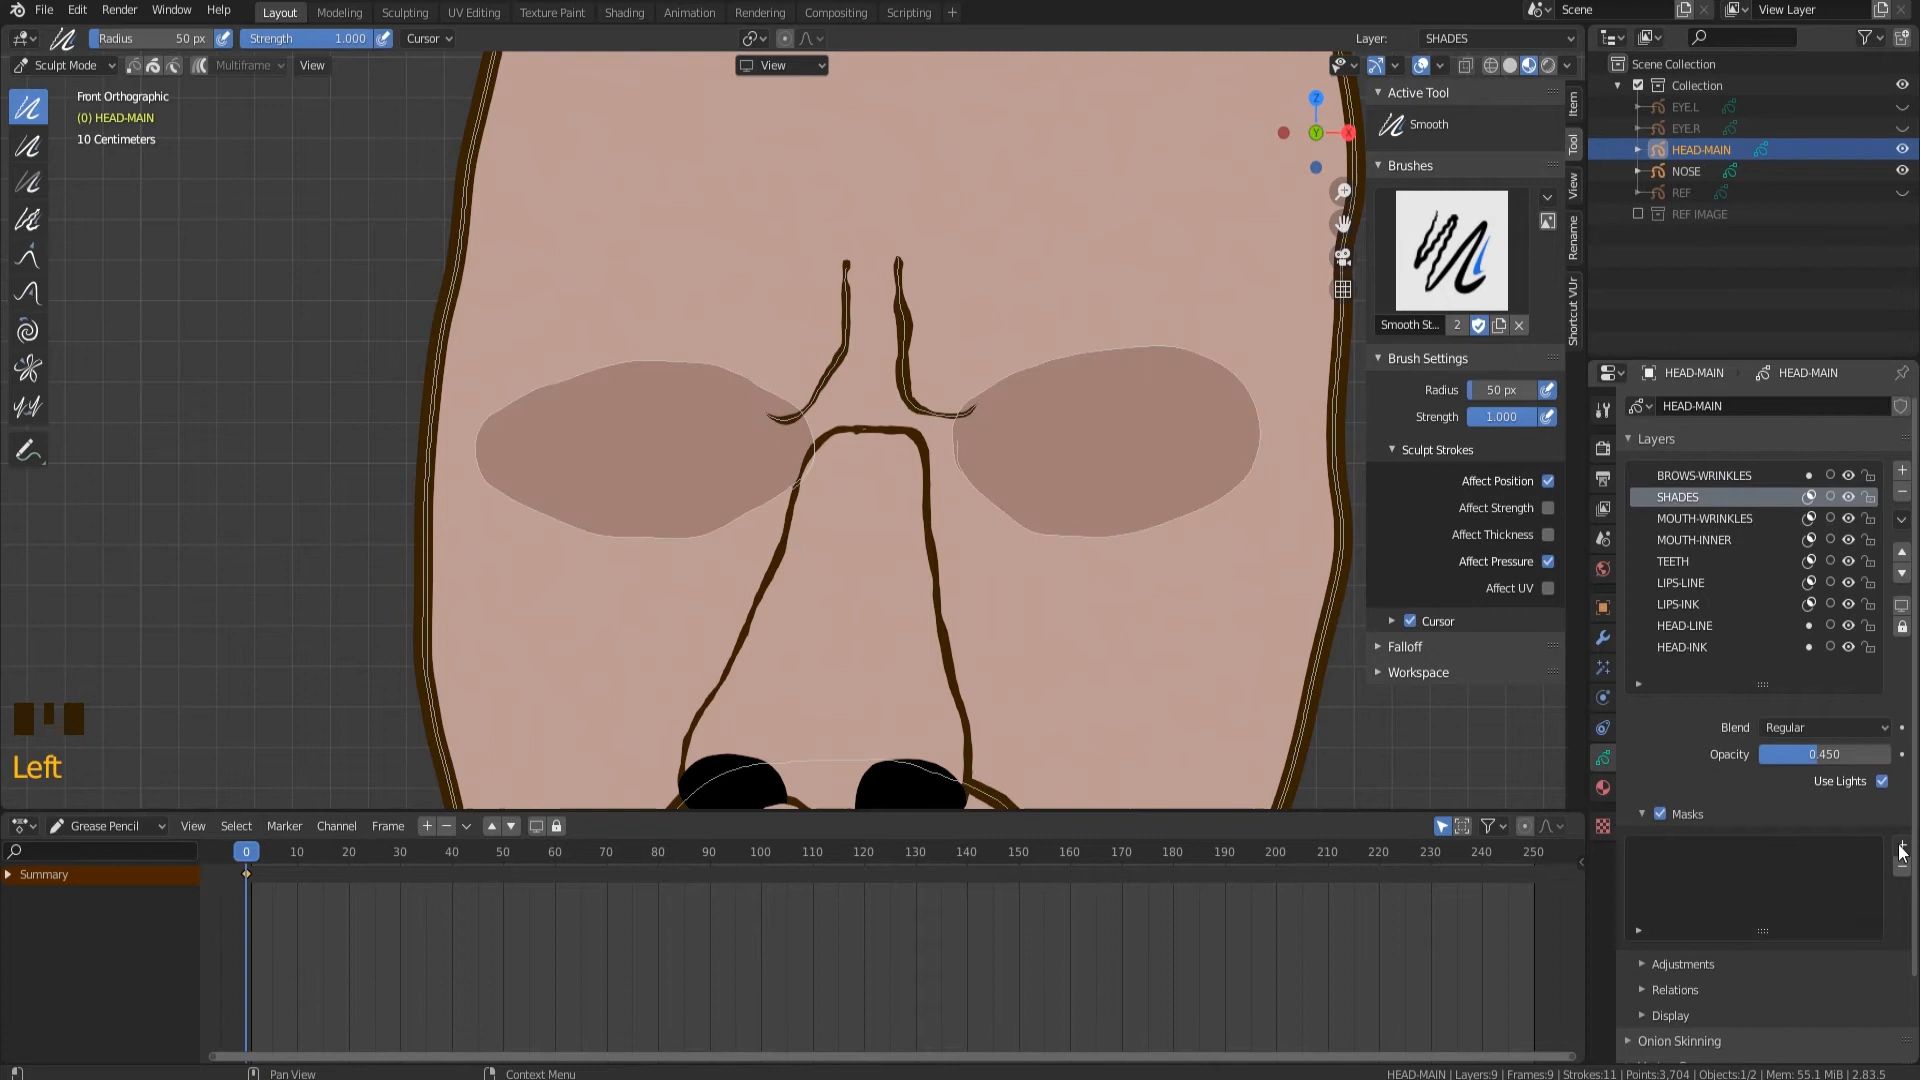 File Edit Render Window Help Layout Modeling Sculpting UV Editing Texture Paint Shading Animation Rendering Compositing Scripting + Scene View Layer
Radius 50 px Strength 1.000 Cursor Layer: SHADES
Sculpt Mode Multiframe View View
Front Orthographic
(0) HEAD-MAIN
10 Centimeters
Z
Y
X
Active Tool
Smooth
Brushes
Smooth St... 2
Brush Settings
Radius 50 px
Strength 1.000
Sculpt Strokes
Affect Position
Affect Strength
Affect Thickness
Affect Pressure
Affect UV
Cursor
Falloff
Workspace
Item
Tool
View
Rename
Shortcut VUr
Scene Collection
Collection
EYE.L
EYE.R
HEAD-MAIN
NOSE
REF
REF IMAGE
HEAD-MAIN HEAD-MAIN
HEAD-MAIN
Layers
BROWS-WRINKLES
SHADES
MOUTH-WRINKLES
MOUTH-INNER
TEETH
LIPS-LINE
LIPS-INK
HEAD-LINE
HEAD-INK
Blend Regular
Opacity 0.450
Use Lights
Masks
Adjustments
Relations
Display
Onion Skinning
Left
Grease Pencil View Select Marker Channel Frame
0 10 20 30 40 50 60 70 80 90 100 110 120 130 140 150 160 170 180 190 200 210 220 230 240 250
Summary
Pan View Context Menu HEAD-MAIN | Layers:9 | Frames:9 | Strokes:11 | Points:3,704 | Objects:1/2 | Mem: 55.1 MiB | 2.83.5